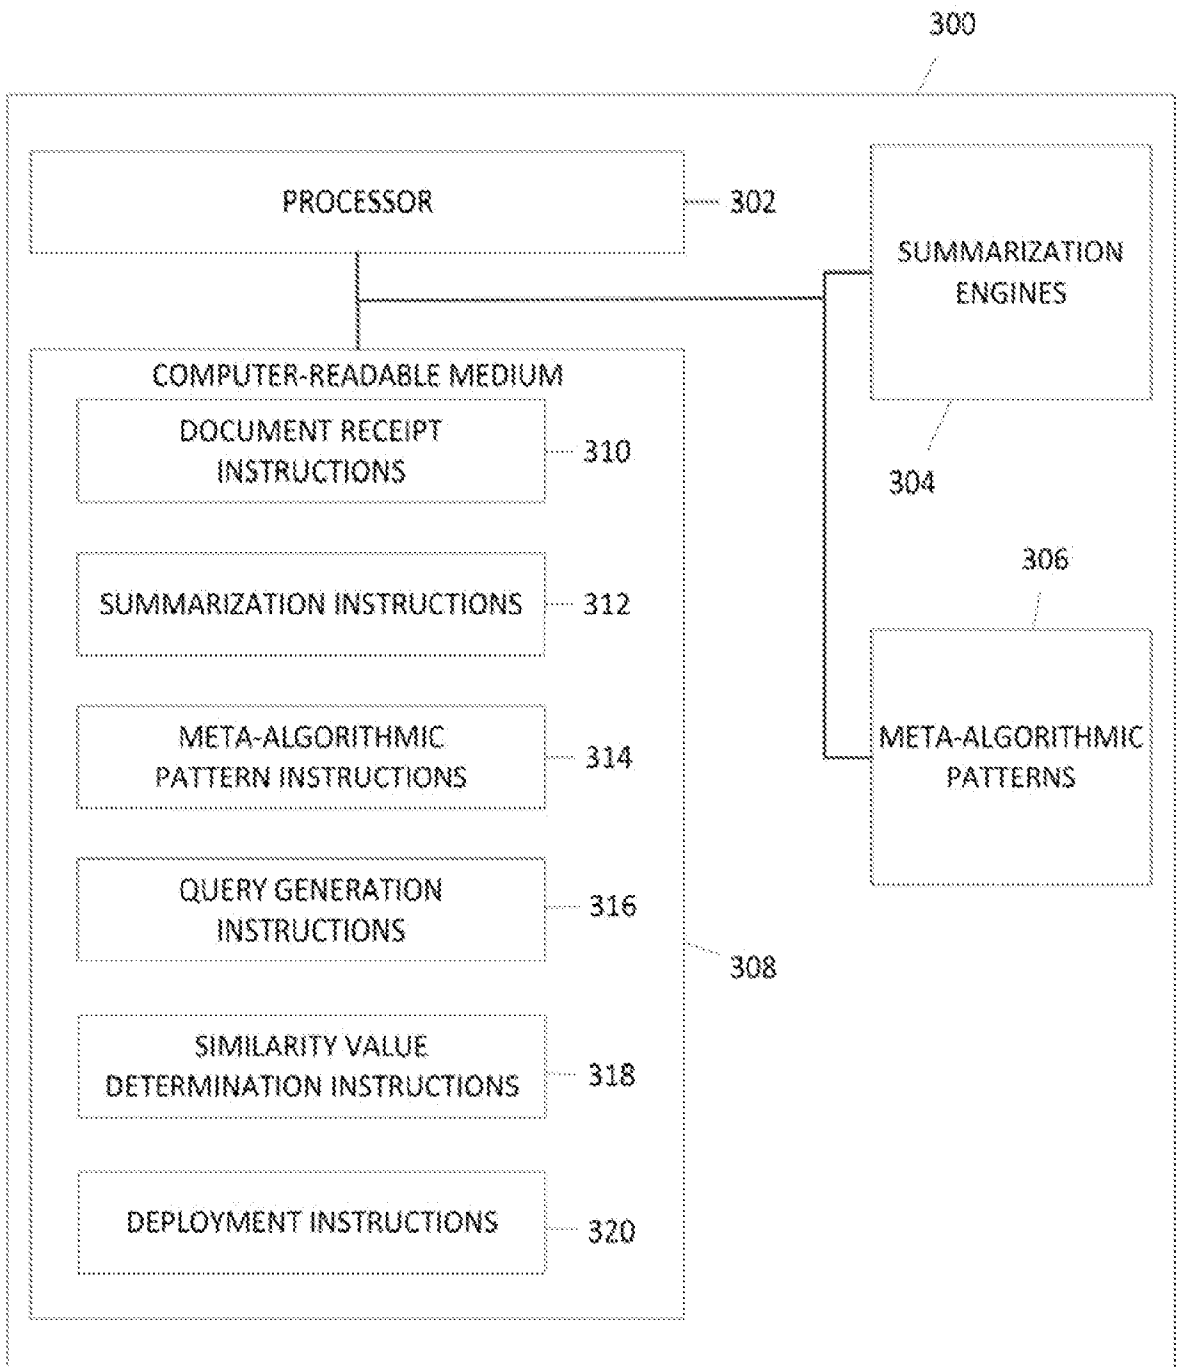 300
PROCESSOR
302
SUMMARIZATION
ENGINES
304
COMPUTER-READABLE MEDIUM
DOCUMENT RECEIPT
INSTRUCTIONS
310
SUMMARIZATION INSTRUCTIONS
312
306
META-ALGORITHMIC
PATTERNS
META-ALGORITHMIC
PATTERN INSTRUCTIONS
314
QUERY GENERATION
INSTRUCTIONS
316
308
SIMILARITY VALUE
DETERMINATION INSTRUCTIONS
318
DEPLOYMENT INSTRUCTIONS
320